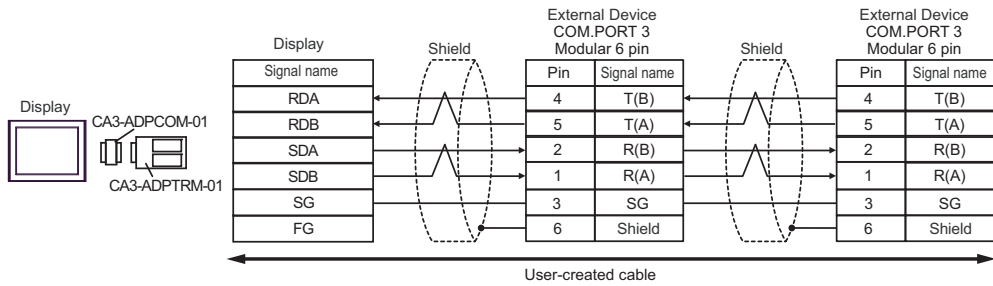 Display
CA3-ADPCOM-01
CA3-ADPTRM-01
Display
Shield
External Device
COM.PORT 3
Modular 6 pin
Shield
External Device
COM.PORT 3
Modular 6 pin
Signal name Pin Signal name Pin Signal name
RDA 4 T(B) 4 T(B)
RDB 5 T(A) 5 T(A)
SDA 2 R(B) 2 R(B)
SDB 1 R(A) 1 R(A)
SG 3 SG 3 SG
FG 6 Shield 6 Shield
User-created cable